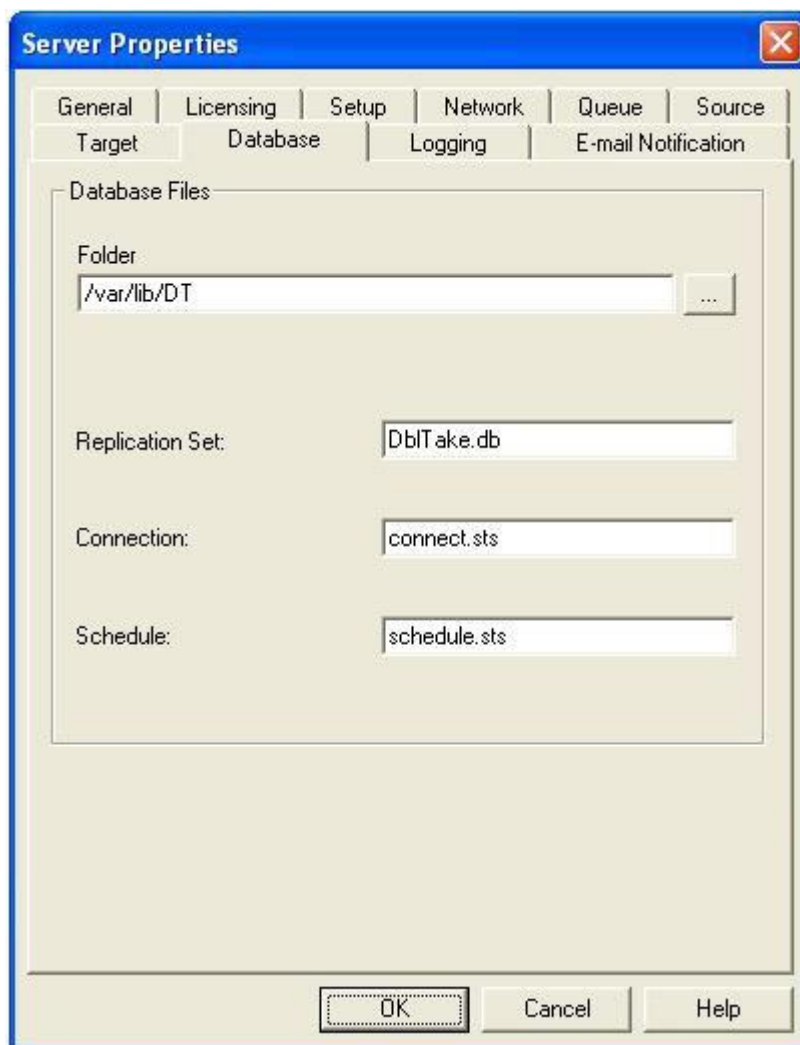 Server Properties
General Licensing Setup Network Queue Source
Target Database Logging E-mail Notification
Database Files
Folder
/var/lib/DT
...
Replication Set: DblTake.db
Connection: connect.sts
Schedule: schedule.sts
OK Cancel Help